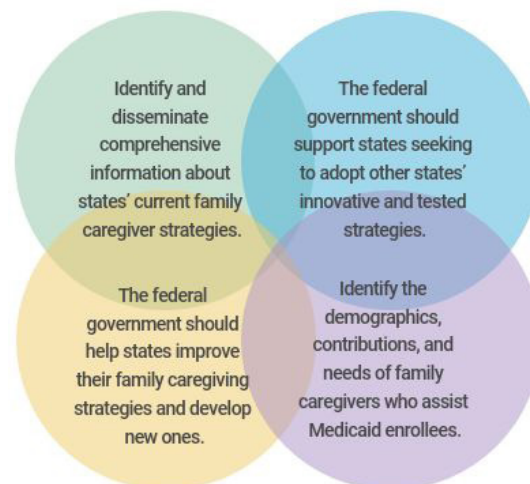 Identify and
disseminate
comprehensive
information about
states’ current family
caregiver strategies.
The federal
government should
support states seeking
to adopt other states’
innovative and tested
strategies.
The federal
government should
help states improve
their family caregiving
strategies and develop
new ones.
Identify the
demographics,
contributions, and
needs of family
caregivers who assist
Medicaid enrollees.